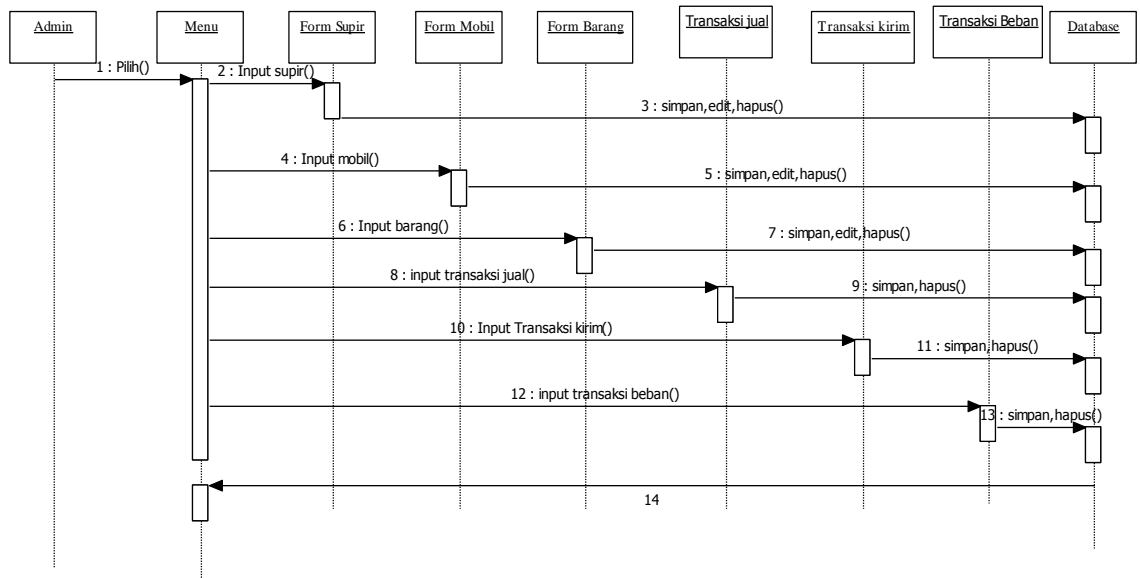 Admin
Menu
Form Supir
Form Mobil
Form Barang
Transaksi jual
Transaksi kirim
Transaksi Beban
Database
1 : Pilih()
2 : Input supir()
3 : simpan,edit,hapus()
4 : Input mobil()
5 : simpan,edit,hapus()
6 : Input barang()
7 : simpan,edit,hapus()
8 : input transaksi jual()
9 : simpan,hapus()
10 : Input Transaksi kirim()
11 : simpan,hapus()
12 : input transaksi beban()
13 : simpan,hapus()
14